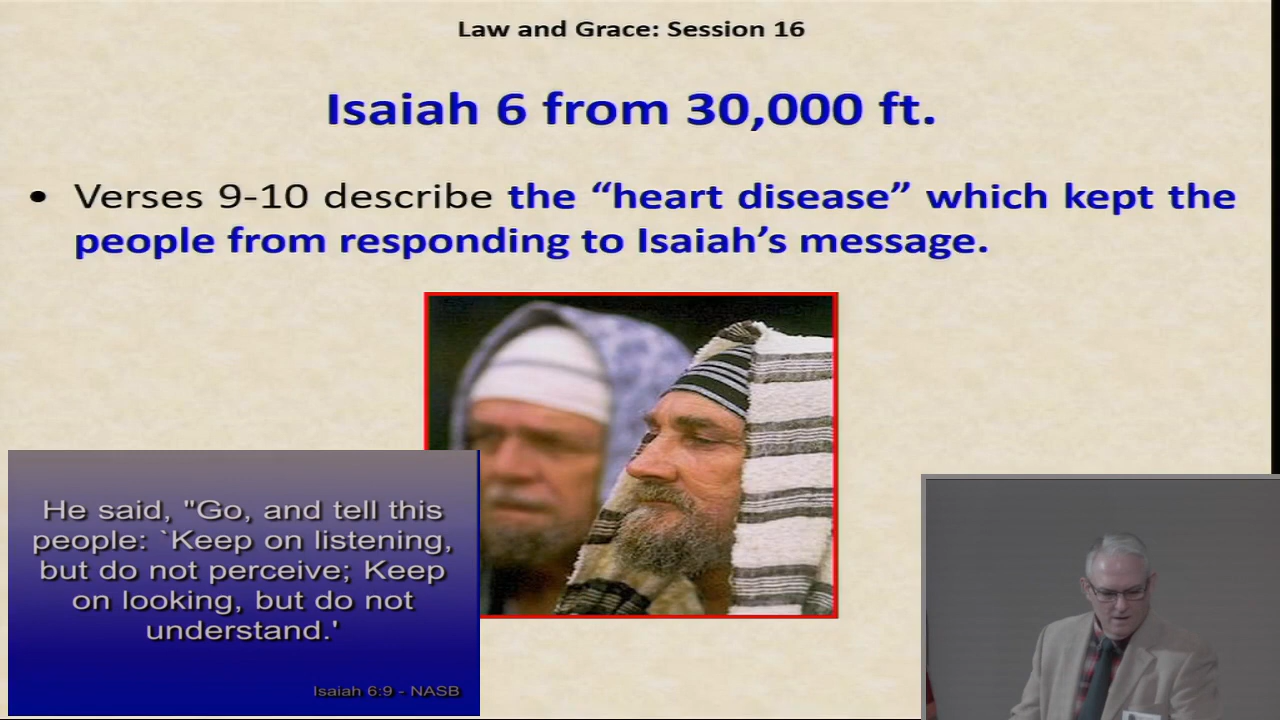 Law and Grace: Session 16
Isaiah 6 from 30,000 ft.
• Verses 9-10 describe the “heart disease” which kept the
people from responding to Isaiah’s message.
He said, "Go, and tell this
people: `Keep on listening,
but do not perceive; Keep
on looking, but do not
understand.'
Isaiah 6:9 - NASB